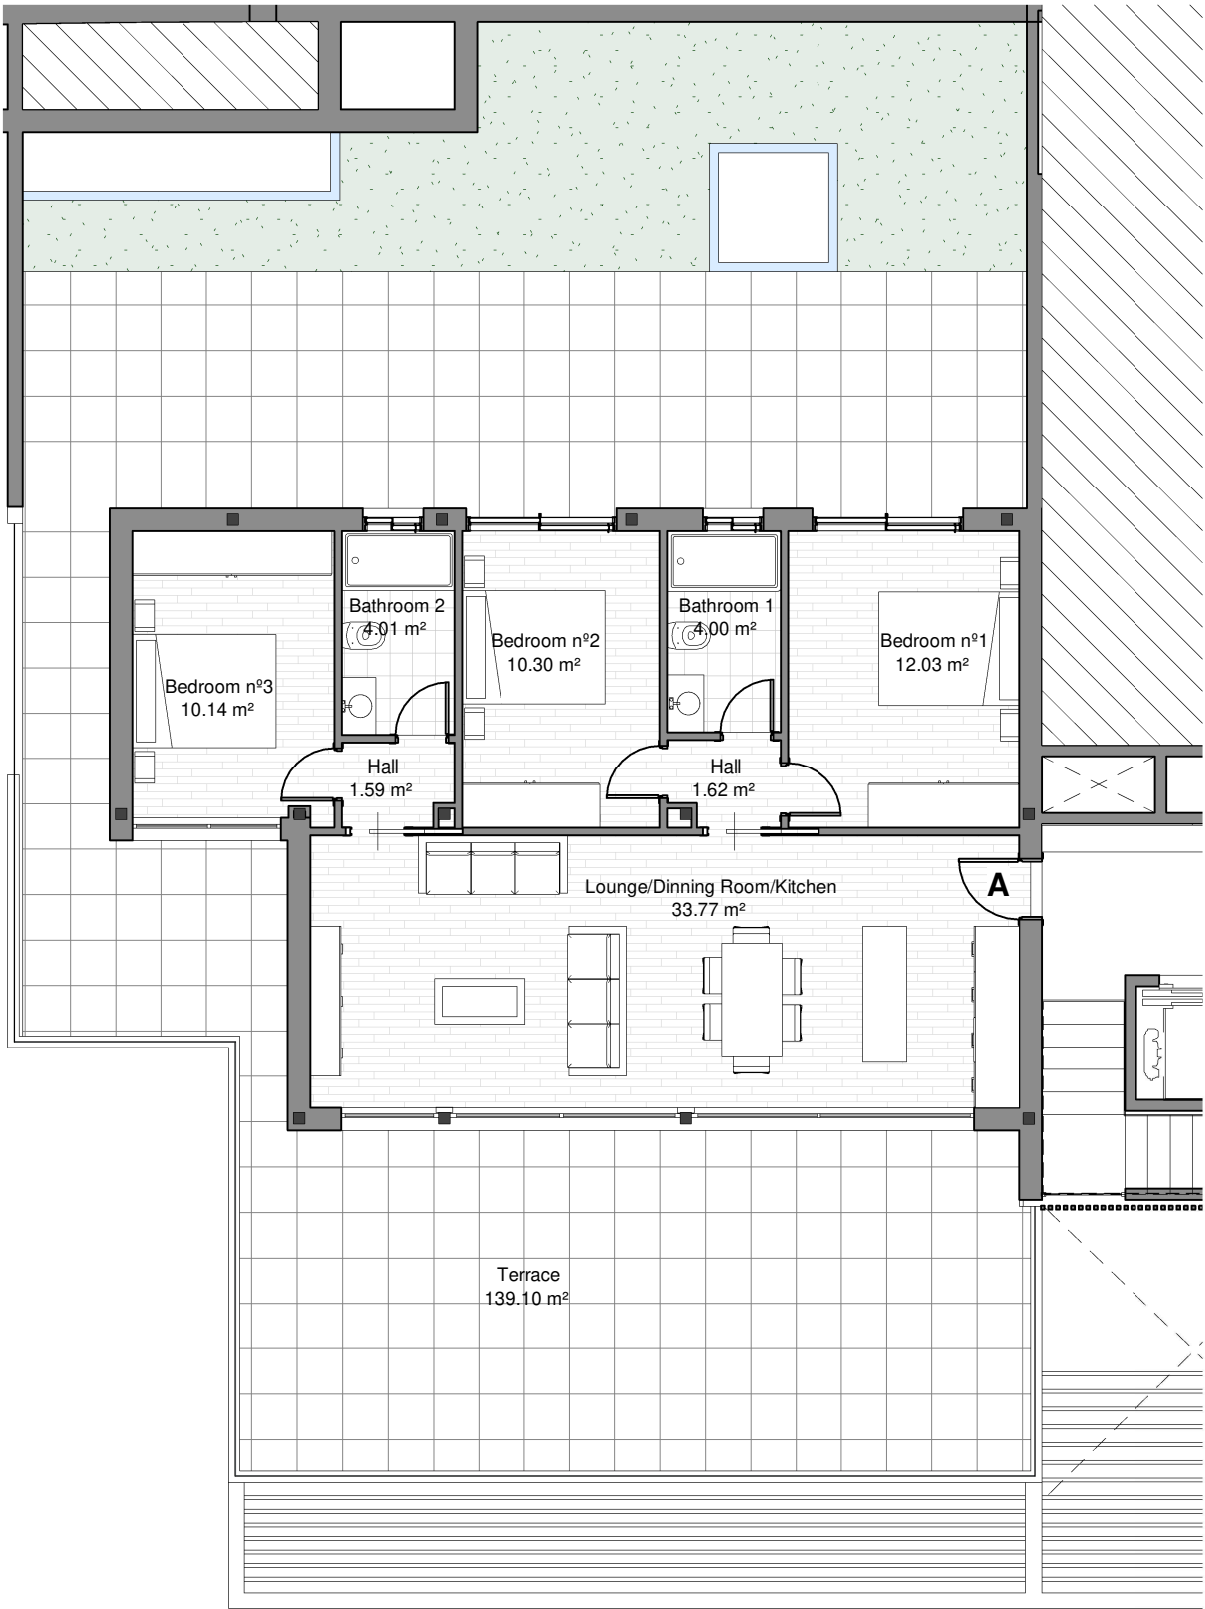 Bathroom 2
4.01 m²
Bathroom 1
4.00 m²
Bedroom nº2
10.30 m²
Bedroom nº1
12.03 m²
Bedroom nº3
10.14 m²
Hall
1.59 m²
Hall
1.62 m²
Lounge/Dinning Room/Kitchen
33.77 m²
A
Terrace
139.10 m²